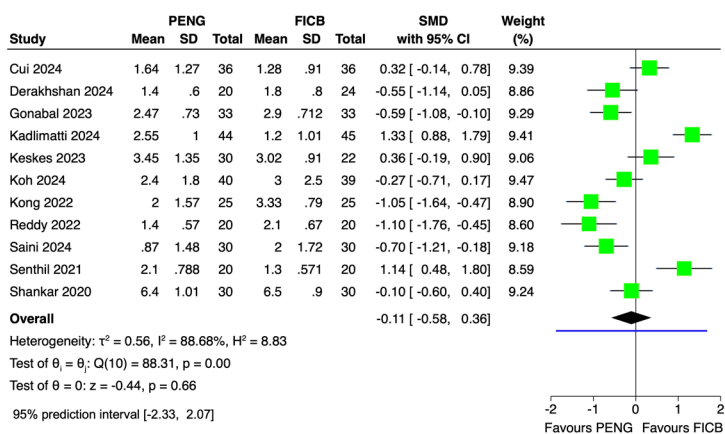 PENG FICB SMD Weight
Study Mean SD Total Mean SD Total with 95% CI (%)
Cui 2024 1.64 1.27 36 1.28 .91 36 0.32 [ -0.14, 0.78] 9.39
Derakhshan 2024 1.4 .6 20 1.8 .8 24 -0.55 [ -1.14, 0.05] 8.86
Gonabal 2023 2.47 .73 33 2.9 .712 33 -0.59 [ -1.08, -0.10] 9.29
Kadlimatti 2024 2.55 1 44 1.2 1.01 45 1.33 [ 0.88, 1.79] 9.41
Keskes 2023 3.45 1.35 30 3.02 .91 22 0.36 [ -0.19, 0.90] 9.06
Koh 2024 2.4 1.8 40 3 2.5 39 -0.27 [ -0.71, 0.17] 9.47
Kong 2022 2 1.57 25 3.33 .79 25 -1.05 [ -1.64, -0.47] 8.90
Reddy 2022 1.4 .57 20 2.1 .67 20 -1.10 [ -1.76, -0.45] 8.60
Saini 2024 .87 1.48 30 2 1.72 30 -0.70 [ -1.21, -0.18] 9.18
Senthil 2021 2.1 .788 20 1.3 .571 20 1.14 [ 0.48, 1.80] 8.59
Shankar 2020 6.4 1.01 30 6.5 .9 30 -0.10 [ -0.60, 0.40] 9.24
Overall -0.11 [ -0.58, 0.36]
Heterogeneity: τ² = 0.56, I² = 88.68%, H² = 8.83
Test of θᵢ = θⱼ: Q(10) = 88.31, p = 0.00
Test of θ = 0: z = -0.44, p = 0.66
95% prediction interval [-2.33, 2.07]
-2 -1 0 1 2
Favours PENG Favours FICB